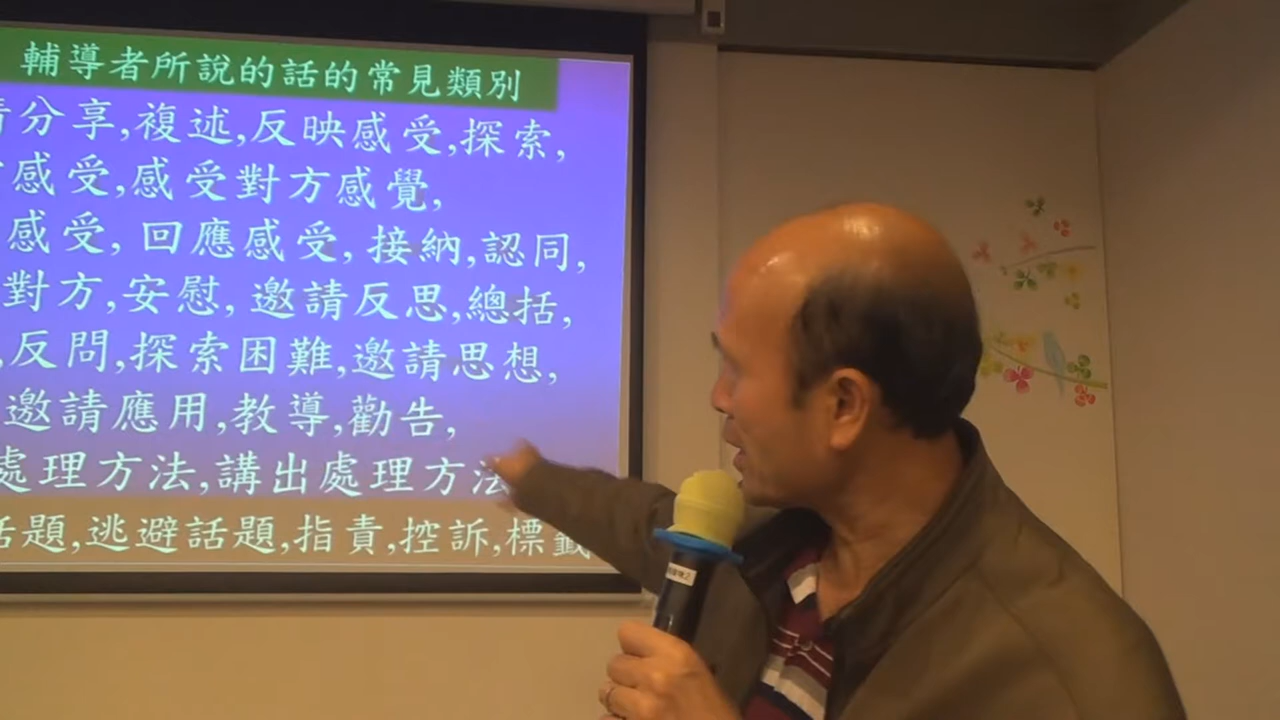 輔導者所說的話的常見類別
分享,複述,反映感受,探索,
感受,感受對方感覺,
感受, 回應感受, 接納,認同,
對方,安慰, 邀請反思,總括,
,反問,探索困難,邀請思想,
邀請應用,教導,勸告,
處理方法,講出處理方法
話題,逃避話題,指責,控訴,標籤